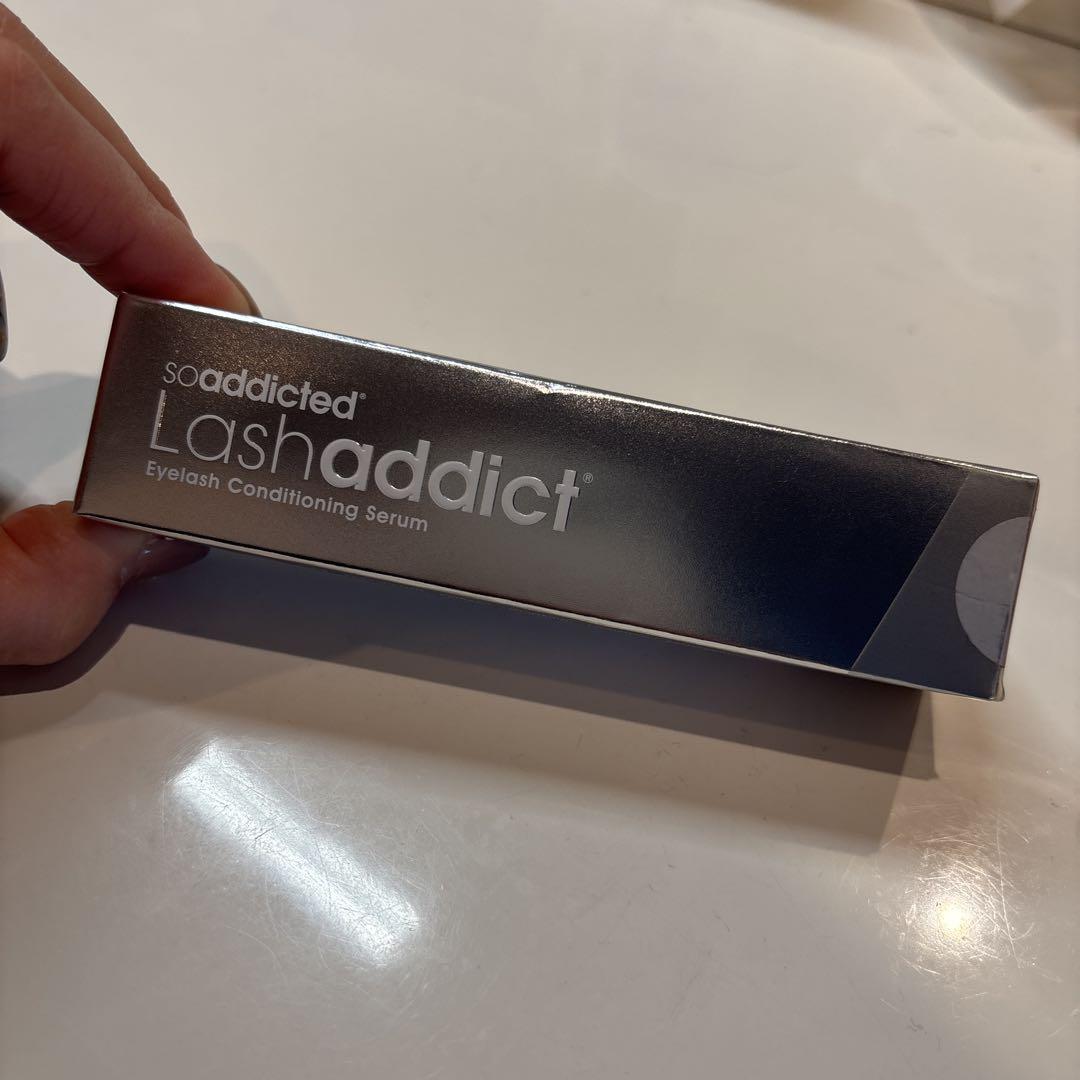 soaddicted®
Lashaddict®
Eyelash Conditioning Serum